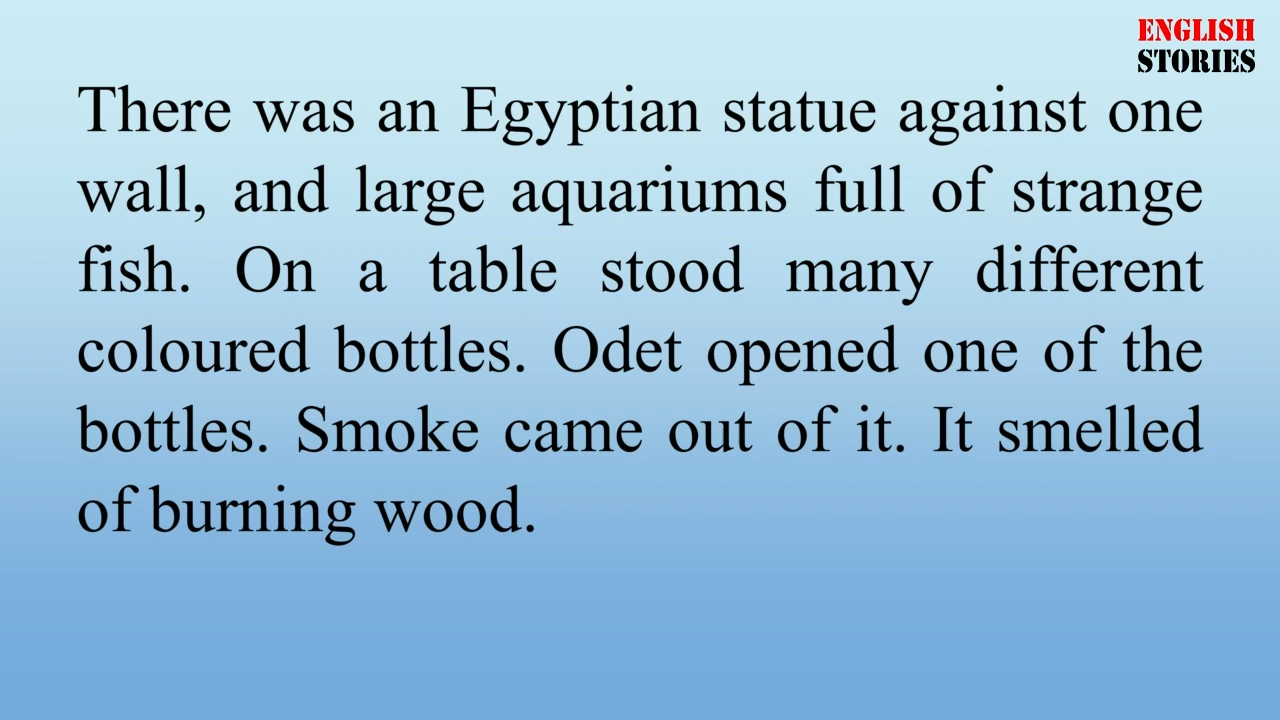 ENGLISH
STORIES
There was an Egyptian statue against one
wall, and large aquariums full of strange
fish. On a table stood many different
coloured bottles. Odet opened one of the
bottles. Smoke came out of it. It smelled
of burning wood.